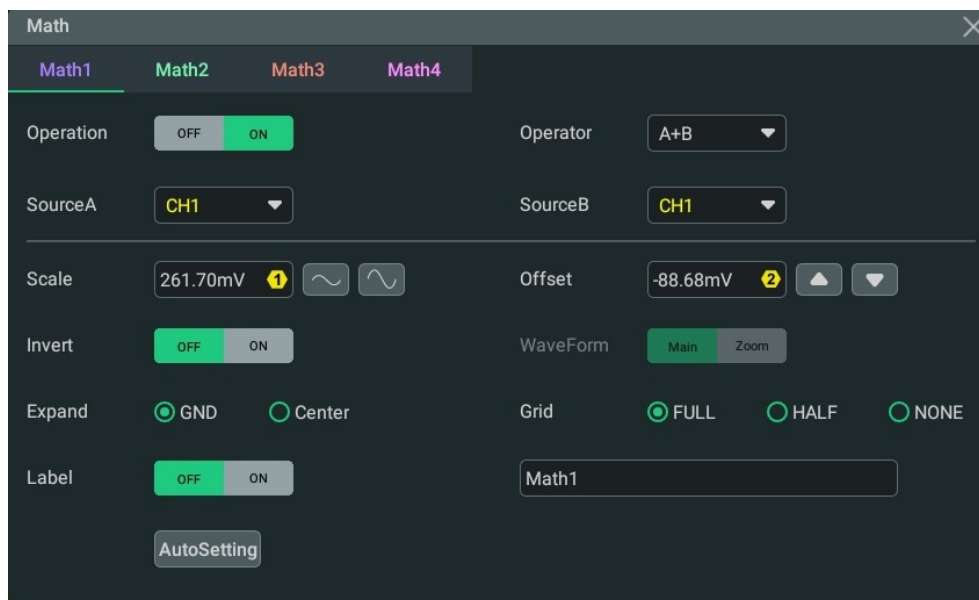 Math
Math1 Math2 Math3 Math4
Operation OFF ON Operator A+B
SourceA CH1 SourceB CH1
Scale 261.70mV 1 Offset -88.68mV 2
Invert OFF ON WaveForm Main Zoom
Expand GND Center Grid FULL HALF NONE
Label OFF ON Math1
AutoSetting